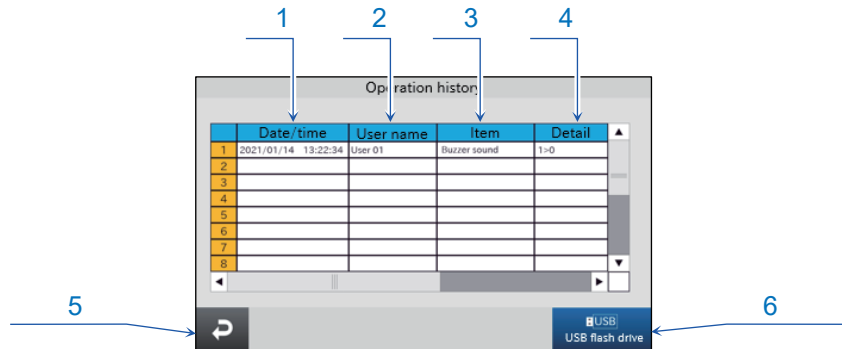 1 2 3 4
Operation history
Date/time User name Item Detail
1 2021/01/14 13:22:34 User 01 Buzzer sound 1>0
2
3
4
5
6
7
8
5 6
USB
USB flash drive